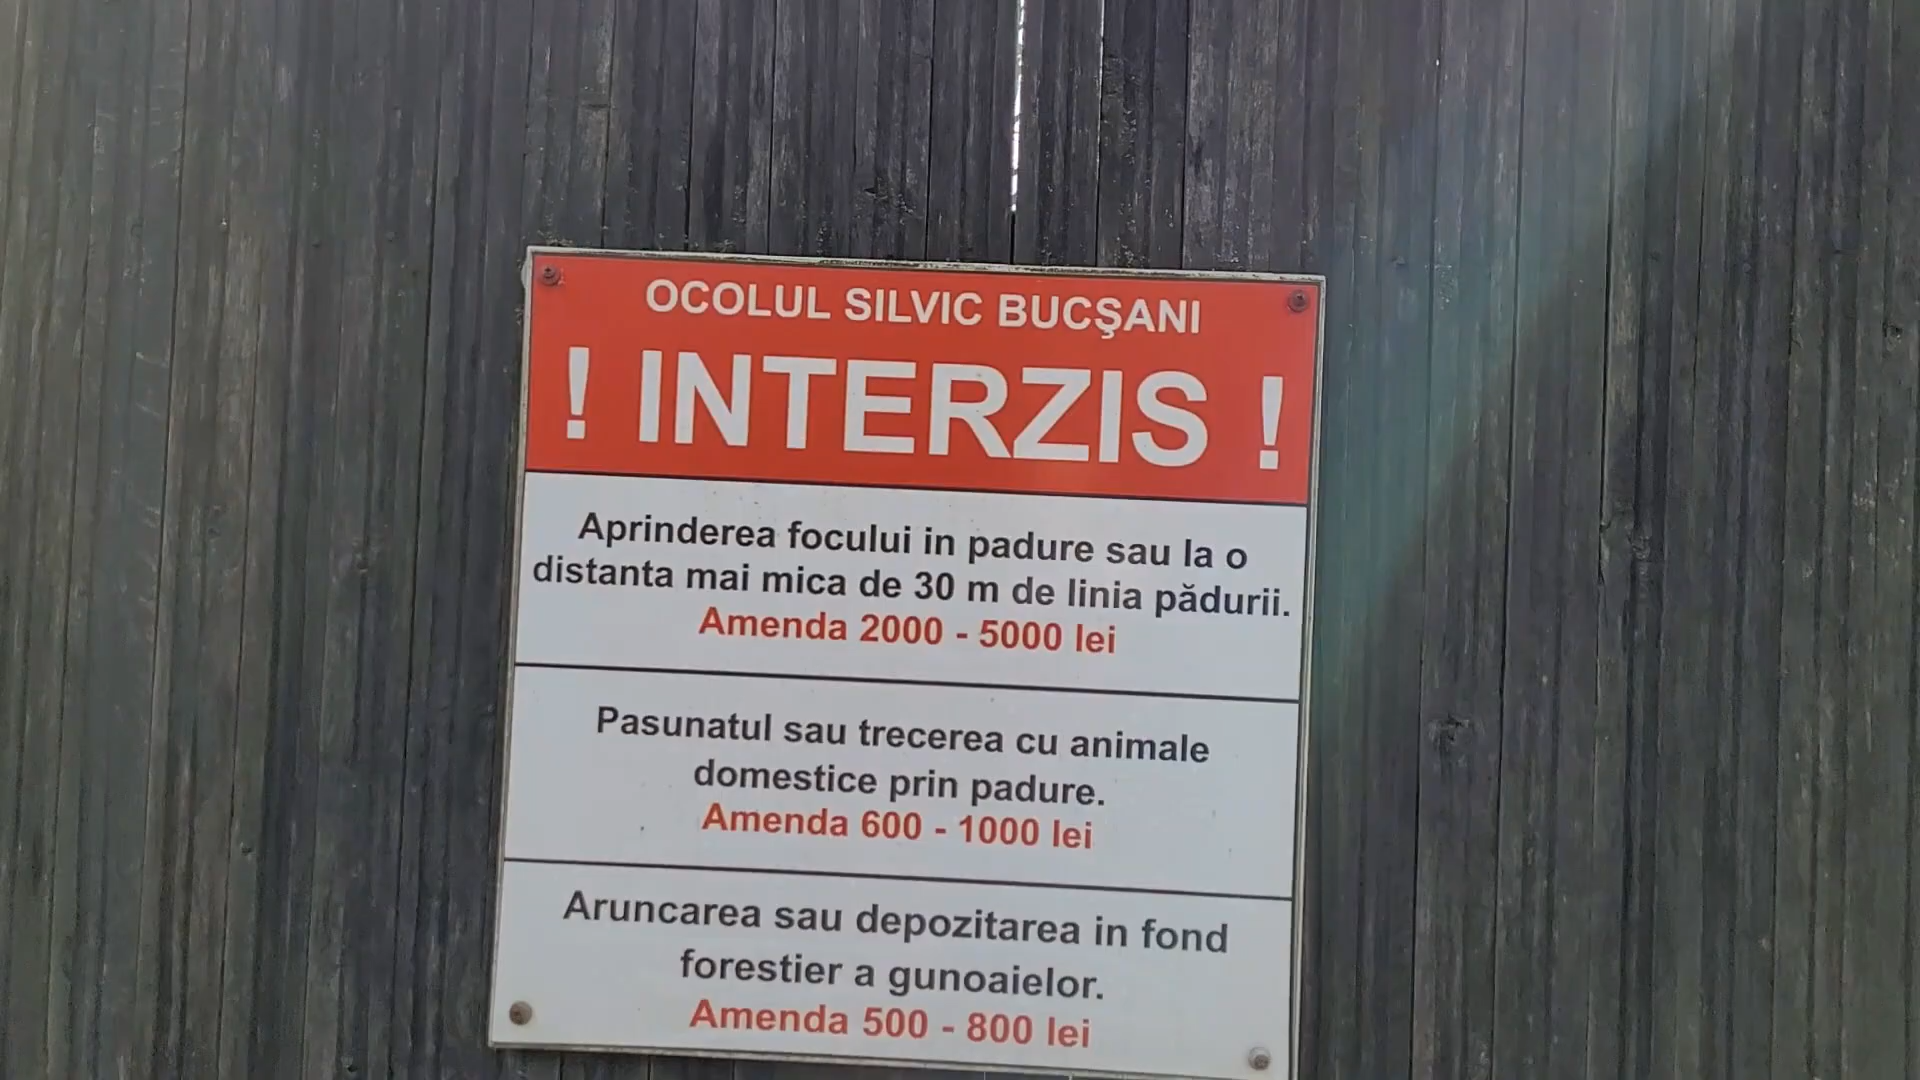 OCOLUL SILVIC BUCŞANI
! INTERZIS !
Aprinderea focului in padure sau la o
distanta mai mica de 30 m de linia pădurii.
Amenda 2000 - 5000 lei
Pasunatul sau trecerea cu animale
domestice prin padure.
Amenda 600 - 1000 lei
Aruncarea sau depozitarea in fond
forestier a gunoaielor.
Amenda 500 - 800 lei